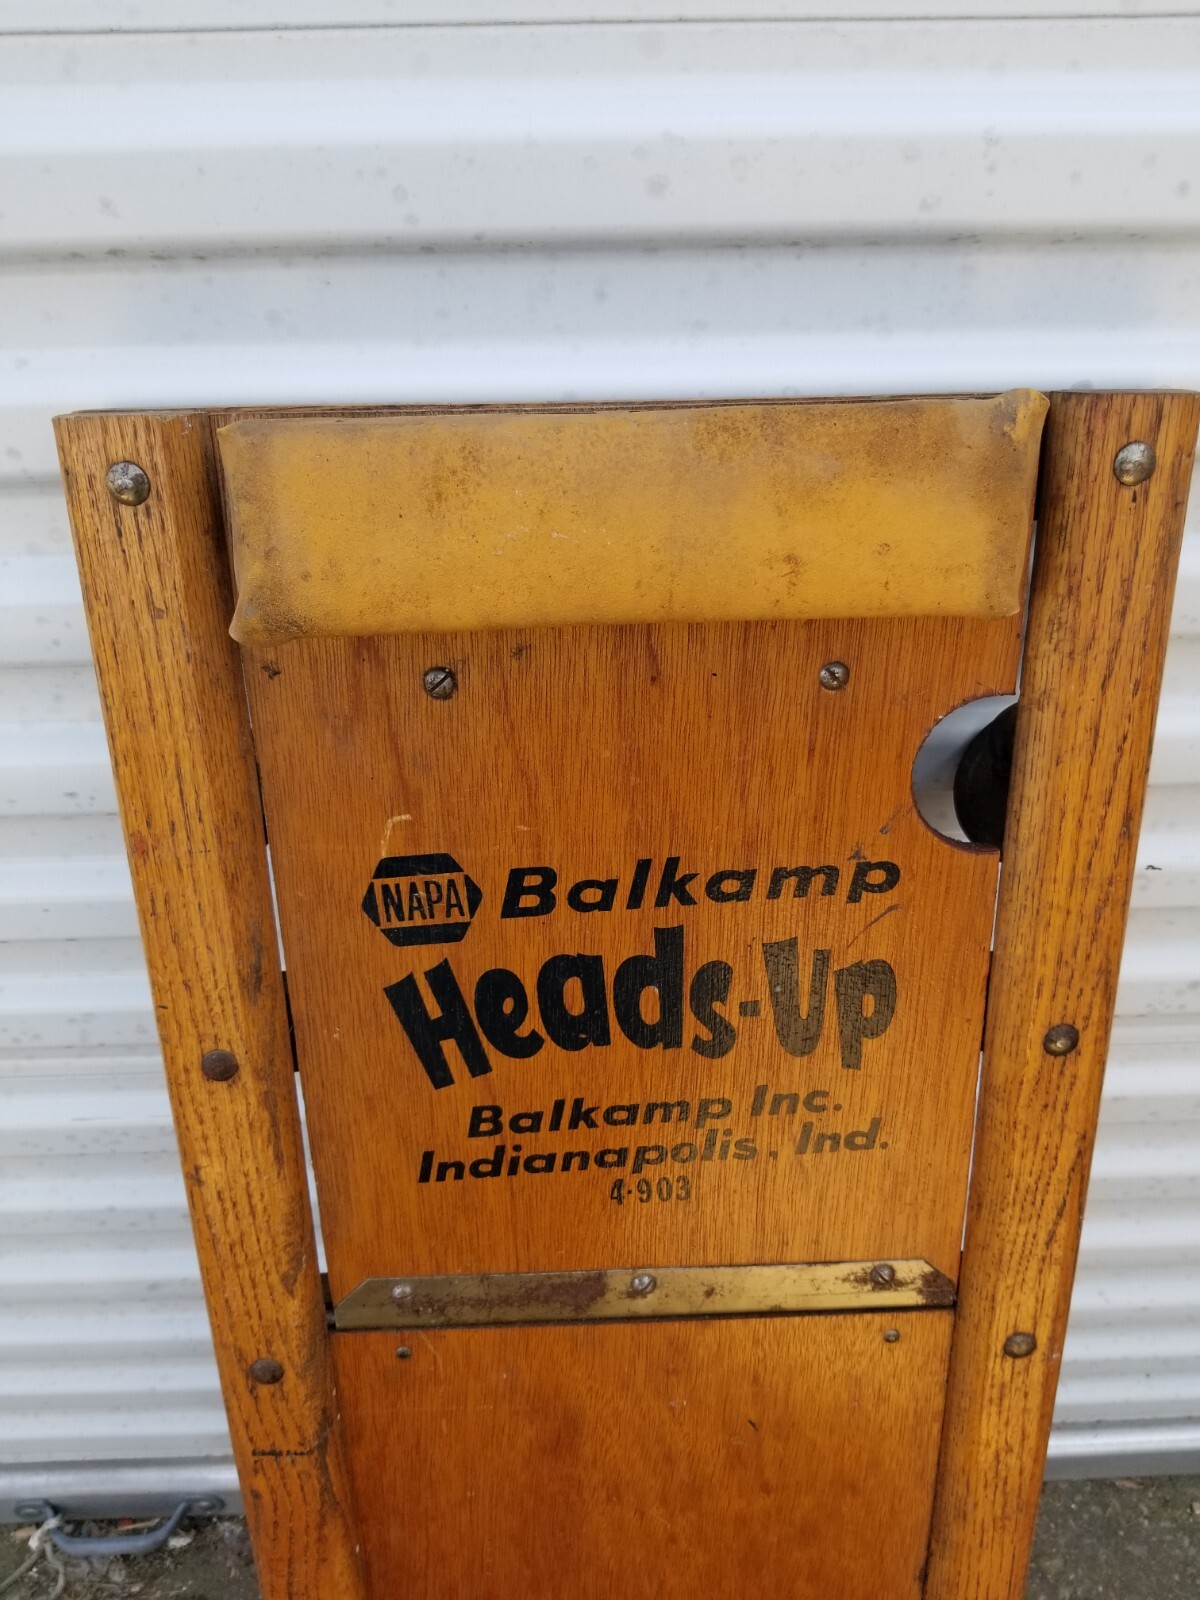 NAPA Balkamp
Heads-Up
Balkamp Inc.
Indianapolis, Ind.
4-903